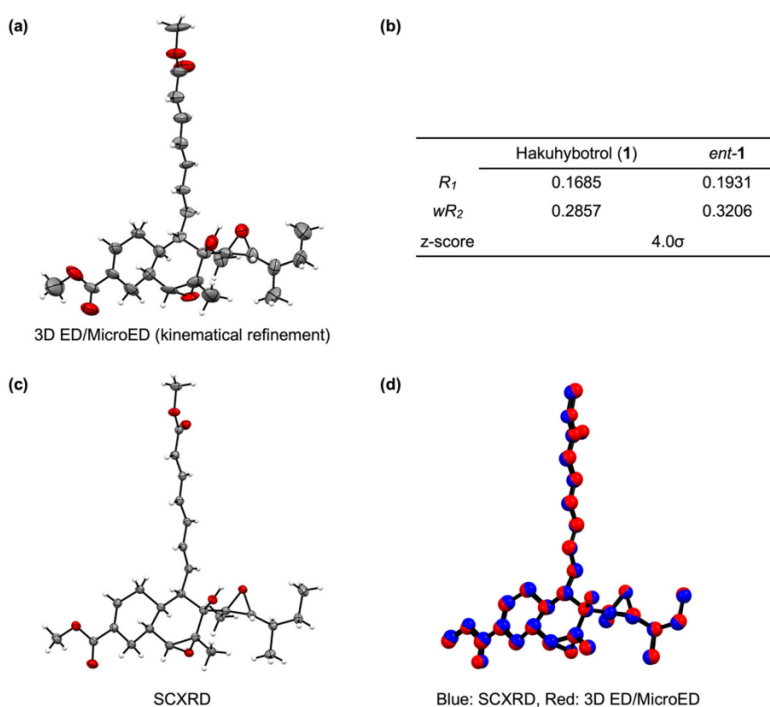 (a)
3D ED/MicroED (kinematical refinement)
(b)
Hakuhybotrol (1) ent-1
R1 0.1685 0.1931
wR2 0.2857 0.3206
z-score 4.0σ
(c)
SCXRD
(d)
Blue: SCXRD, Red: 3D ED/MicroED